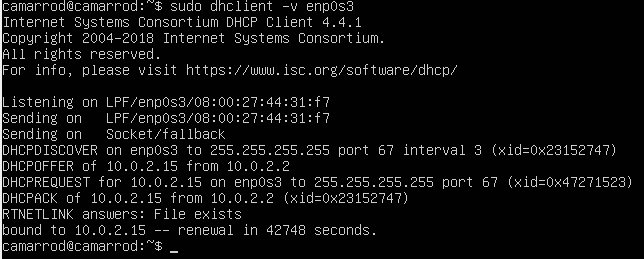 camarrod@camarrod:~$ sudo dhclient -v enp0s3
Internet Systems Consortium DHCP Client 4.4.1
Copyright 2004-2018 Internet Systems Consortium.
All rights reserved.
For info, please visit https://www.isc.org/software/dhcp/

Listening on LPF/enp0s3/08:00:27:44:31:f7
Sending on   LPF/enp0s3/08:00:27:44:31:f7
Sending on   Socket/fallback
DHCPDISCOVER on enp0s3 to 255.255.255.255 port 67 interval 3 (xid=0x23152747)
DHCPOFFER of 10.0.2.15 from 10.0.2.2
DHCPREQUEST for 10.0.2.15 on enp0s3 to 255.255.255.255 port 67 (xid=0x47271523)
DHCPACK of 10.0.2.15 from 10.0.2.2 (xid=0x23152747)
RTNETLINK answers: File exists
bound to 10.0.2.15 -- renewal in 42748 seconds.
camarrod@camarrod:~$ _